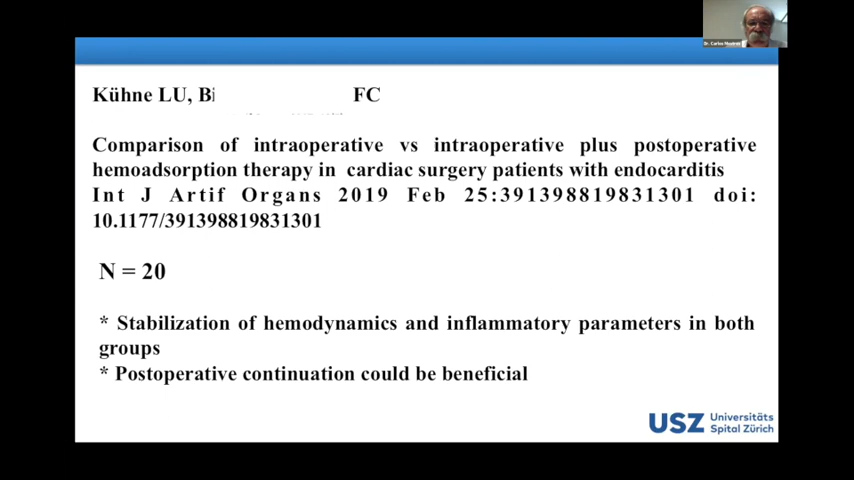 Dr. Carlos
Kühne LU, Bi FC
Comparison of intraoperative vs intraoperative plus postoperative
hemoadsorption therapy in cardiac surgery patients with endocarditis
Int J Artif Organs 2019 Feb 25:391398819831301 doi:
10.1177/391398819831301
N = 20
* Stabilization of hemodynamics and inflammatory parameters in both
groups
* Postoperative continuation could be beneficial
USZ Universitäts
Spital Zürich